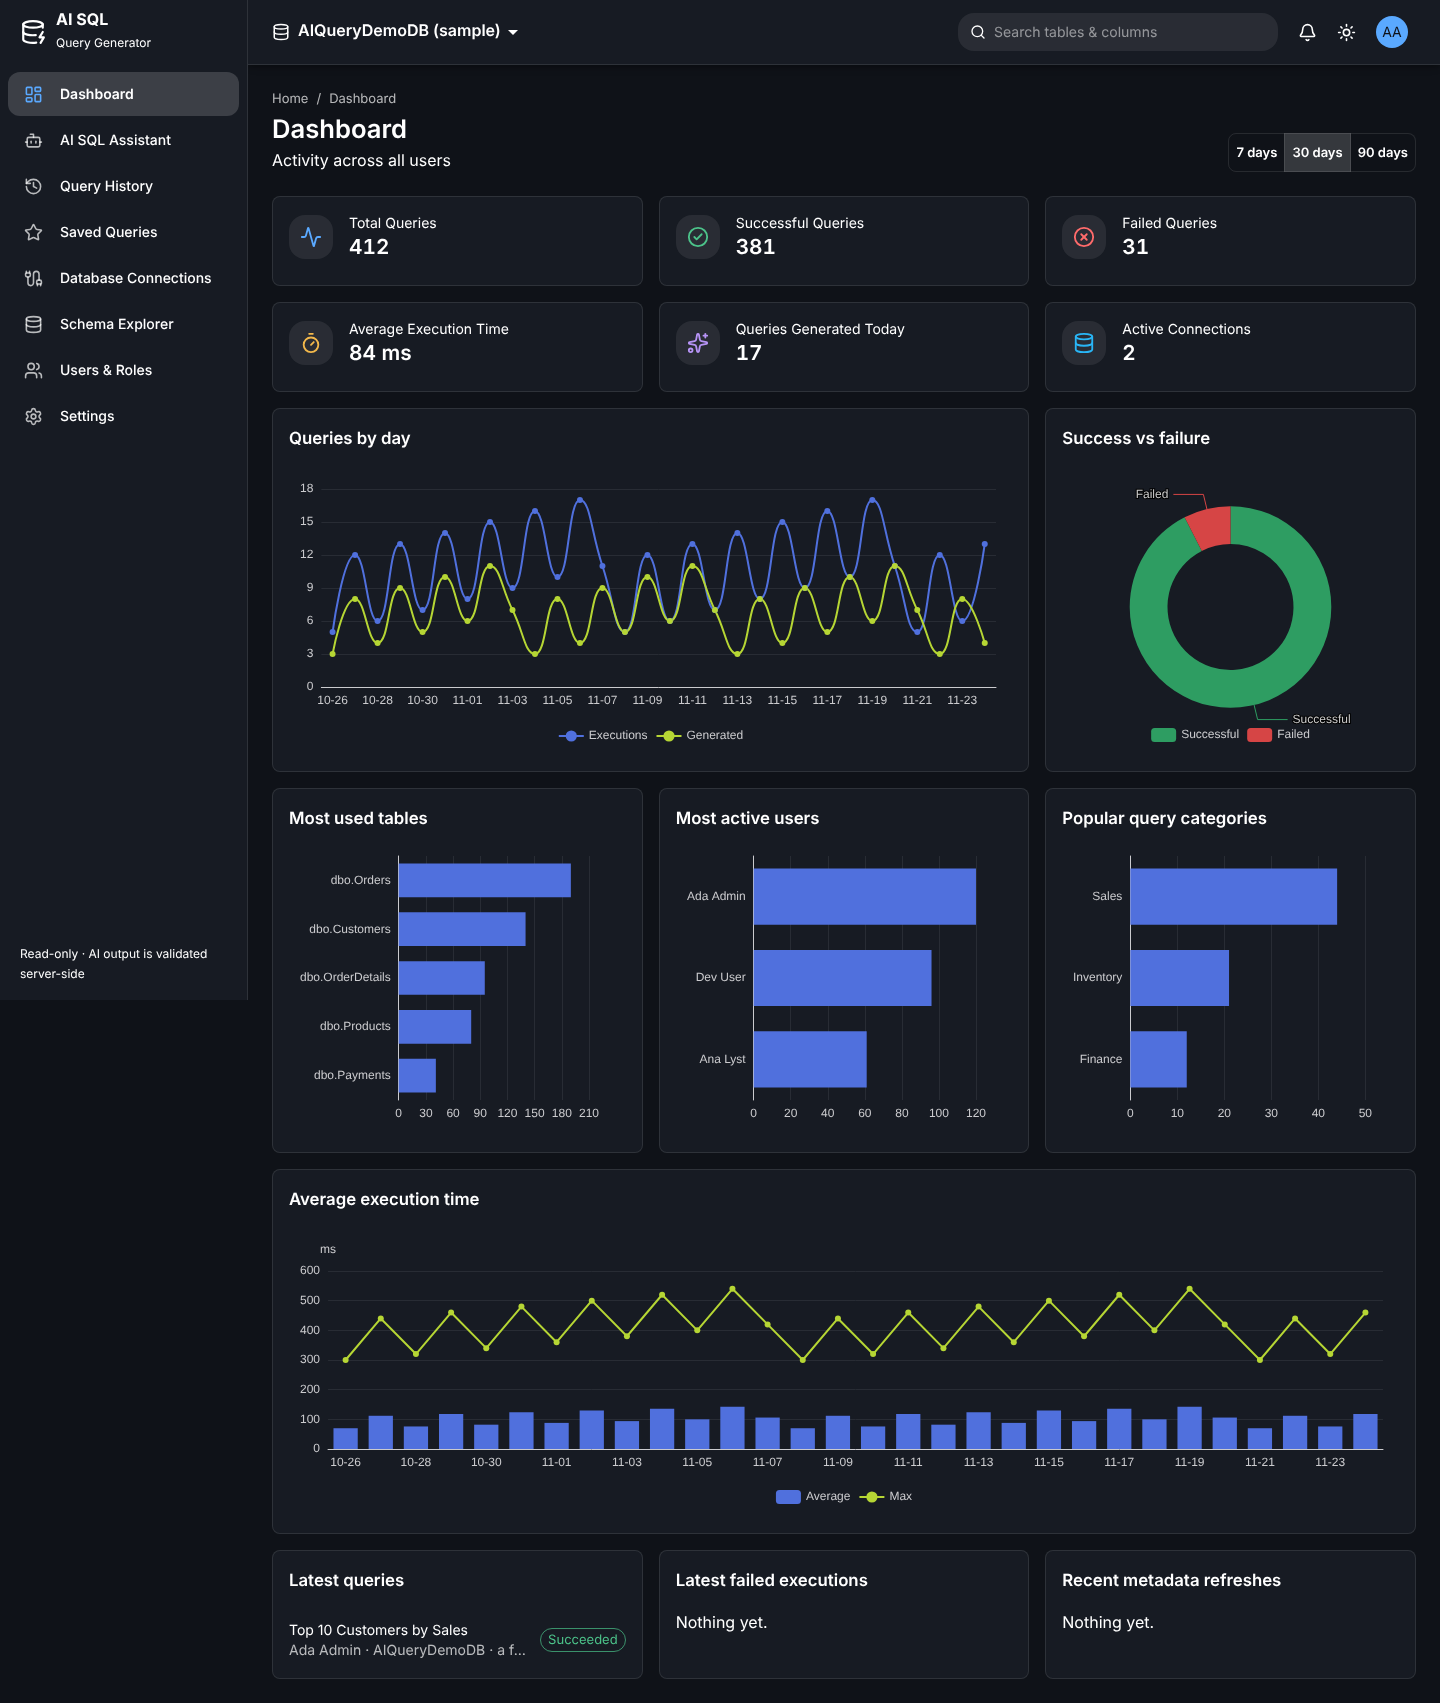 AI SQL
Query Generator
AIQueryDemoDB (sample)
Search tables & columns
AA
Dashboard
AI SQL Assistant
Query History
Saved Queries
Database Connections
Schema Explorer
Users & Roles
Settings
Read-only · AI output is validated
server-side
Home / Dashboard
Dashboard
Activity across all users
7 days 30 days 90 days
Total Queries
412
Successful Queries
381
Failed Queries
31
Average Execution Time
84 ms
Queries Generated Today
17
Active Connections
2
Queries by day
18
15
12
9
6
3
0
10-26 10-28 10-30 11-01 11-03 11-05 11-07 11-09 11-11 11-13 11-15 11-17 11-19 11-21 11-23
Executions Generated
Success vs failure
Failed
Successful
Successful Failed
Most used tables
dbo.Orders
dbo.Customers
dbo.OrderDetails
dbo.Products
dbo.Payments
0 30 60 90 120 150 180 210
Most active users
Ada Admin
Dev User
Ana Lyst
0 20 40 60 80 100 120
Popular query categories
Sales
Inventory
Finance
0 10 20 30 40 50
Average execution time
ms
600
500
400
300
200
100
0
10-26 10-28 10-30 11-01 11-03 11-05 11-07 11-09 11-11 11-13 11-15 11-17 11-19 11-21 11-23
Average Max
Latest queries
Top 10 Customers by Sales
Ada Admin · AIQueryDemoDB · a f...
Succeeded
Latest failed executions
Nothing yet.
Recent metadata refreshes
Nothing yet.